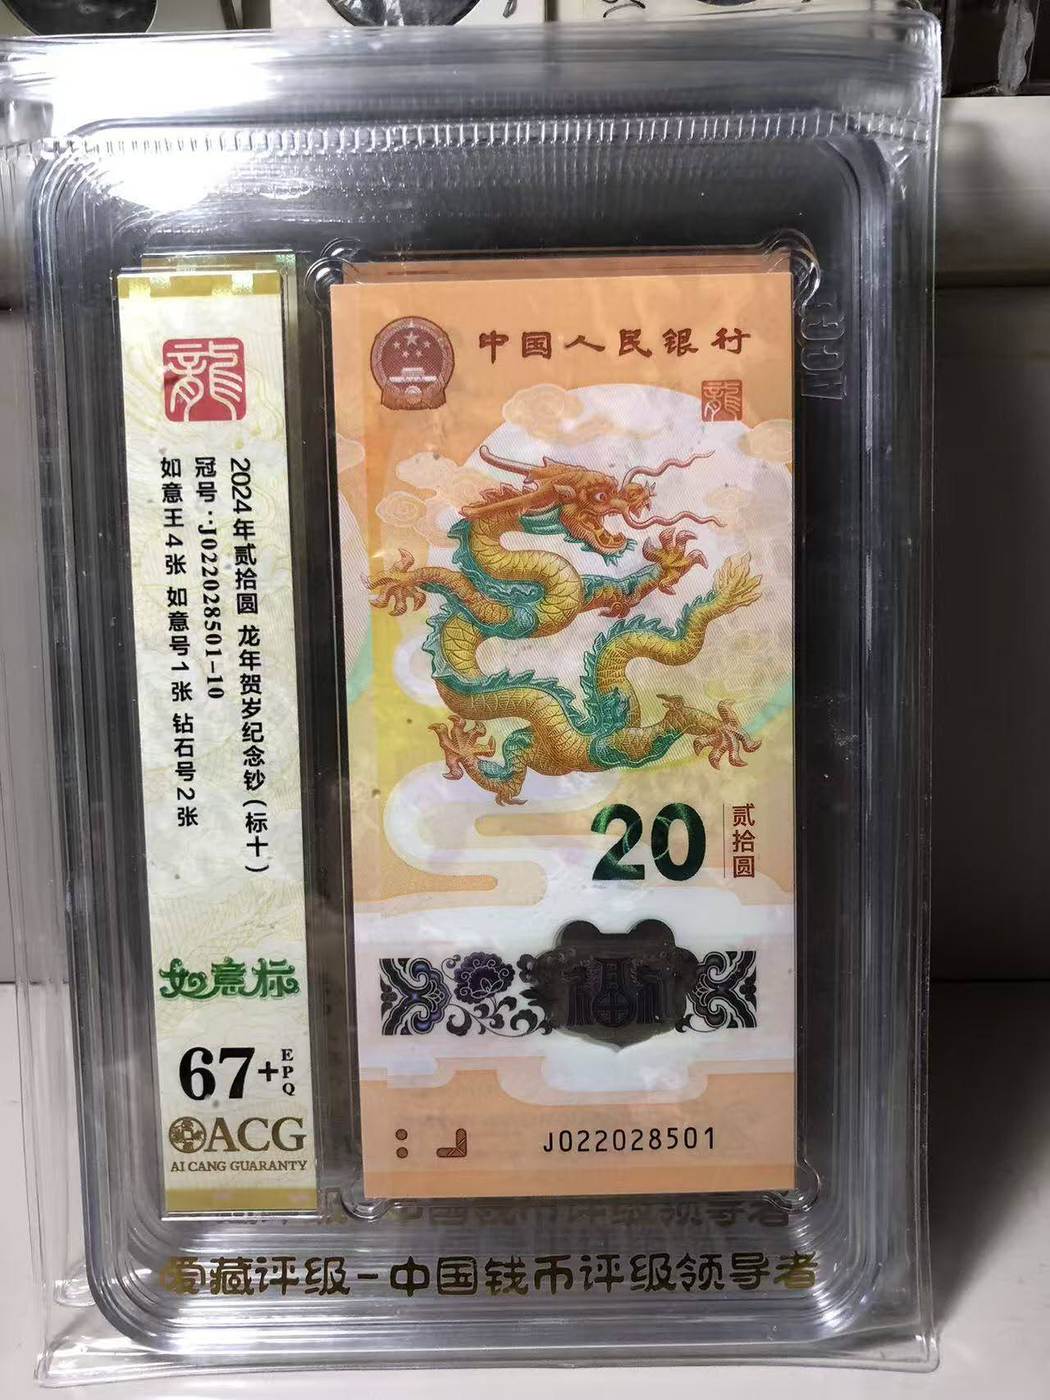 龍
2024年贰拾圆 龙年贺岁纪念钞(标十)
冠号:J022028501-10
如意王4张 如意号1张 钻石号2张
如意标
67+EPQ
ACG
AI CANG GUARANTY
中国人民银行
龍
20
贰拾圆
福
J022028501
爱藏评级-中国钱币评级领导者